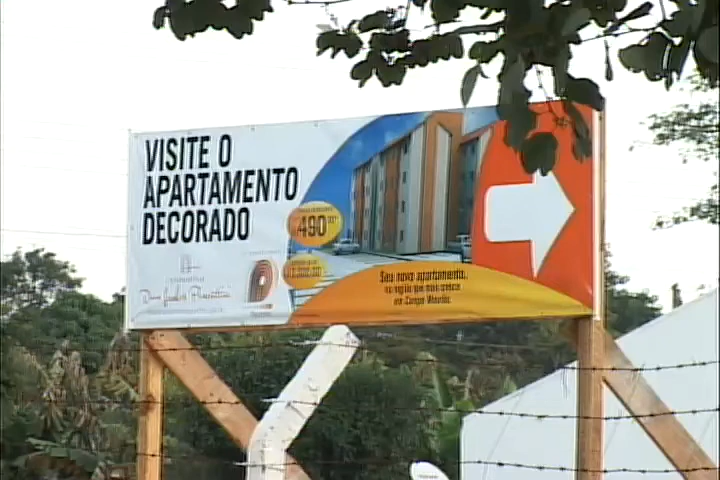 VISITE O
APARTAMENTO
DECORADO
490
Seu novo apartamento,
na região que mais cresce
em Campo Mourão.